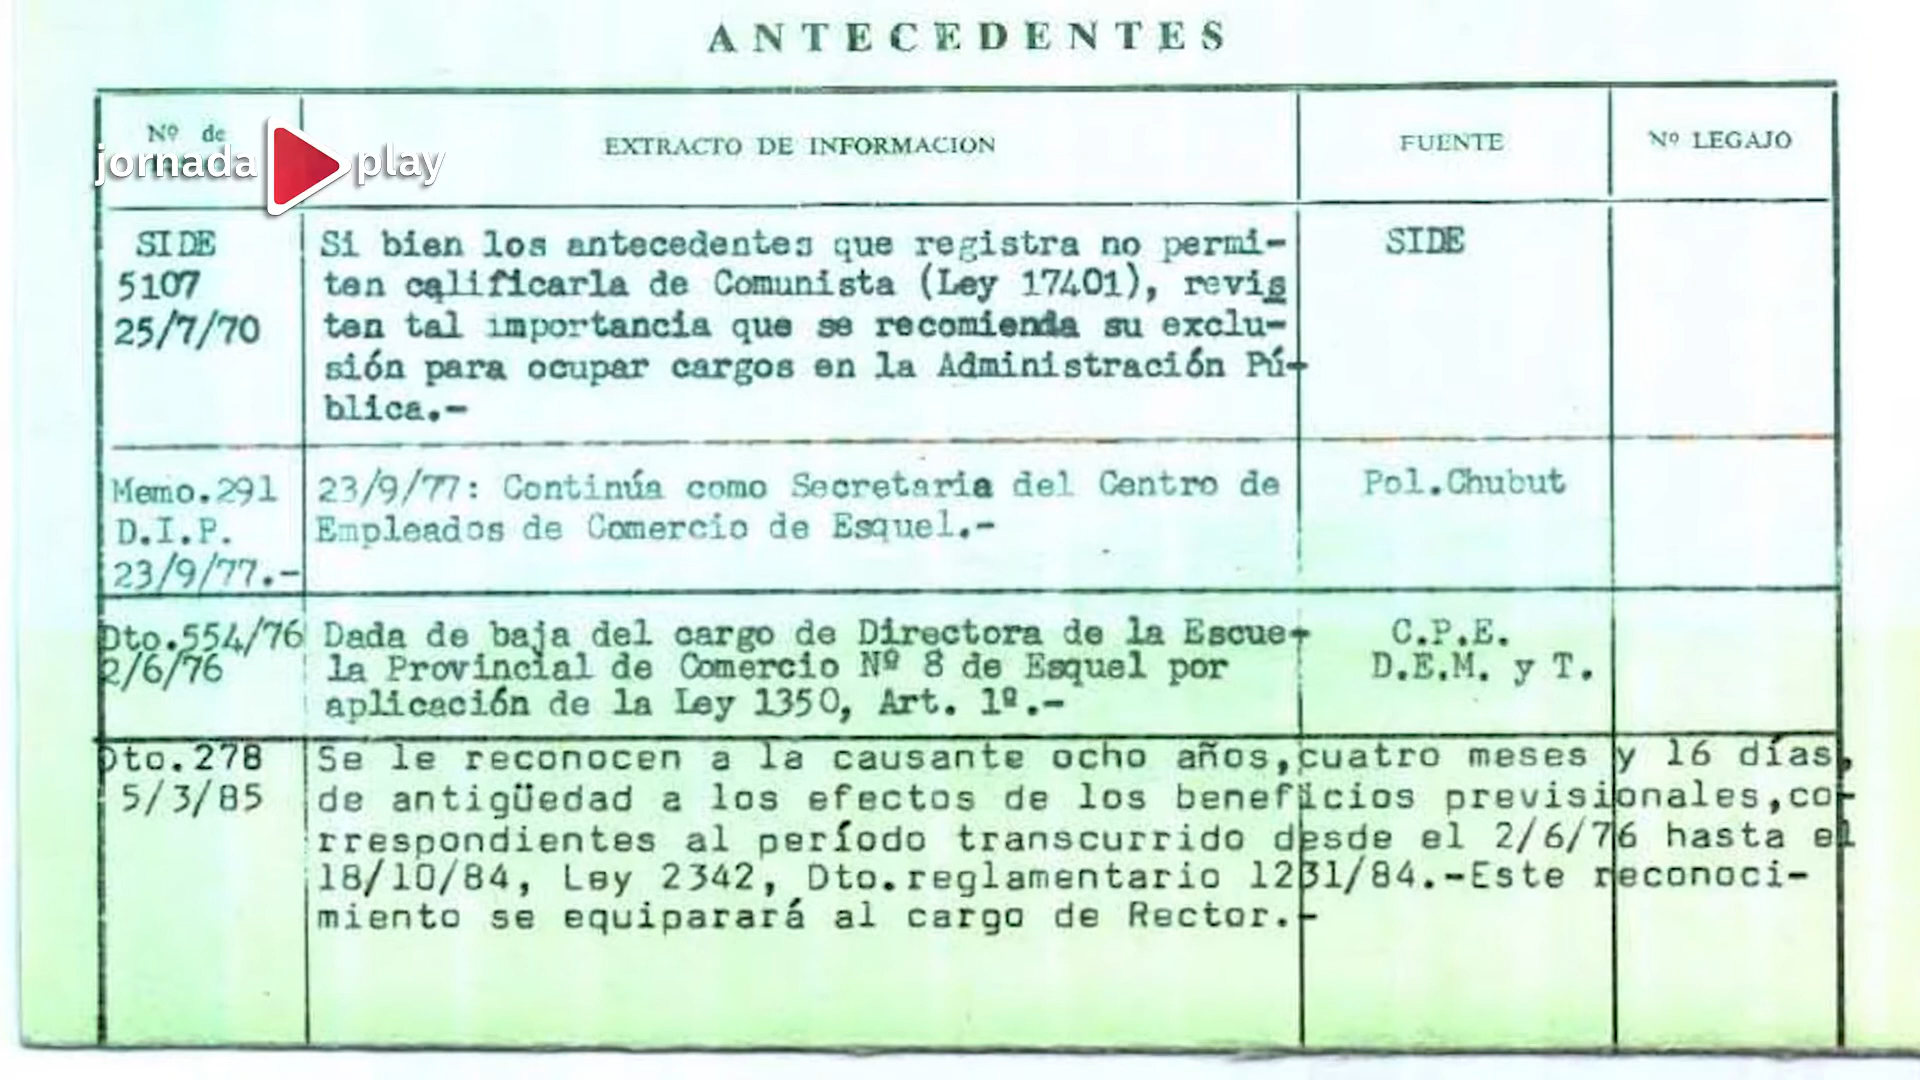 ANTECEDENTES
Nº de
EXTRACTO DE INFORMACION
FUENTE
Nº LEGAJO
jornada play
SIDE
5107
25/7/70
Si bien los antecedentes que registra no permi-
ten calificarla de Comunista (Ley 17401), revis
ten tal importancia que se recomienda su exclu-
sión para ocupar cargos en la Administración Pú-
blica.-
SIDE
Memo.291
D.I.P.
23/9/77.-
23/9/77: Continúa como Secretaria del Centro de
Empleados de Comercio de Esquel.-
Pol.Chubut
Dto.554/76
2/6/76
Dada de baja del cargo de Directora de la Escue-
la Provincial de Comercio Nº 8 de Esquel por
aplicación de la Ley 1350, Art. 1º.-
C.P.E.
D.E.M. y T.
Dto.278
5/3/85
Se le reconocen a la causante ocho años,cuatro meses y 16 días,
de antigüedad a los efectos de los beneficios previsionales,co-
rrespondientes al período transcurrido desde el 2/6/76 hasta el
18/10/84, Ley 2342, Dto.reglamentario 1231/84.-Este reconoci-
miento se equiparará al cargo de Rector.-